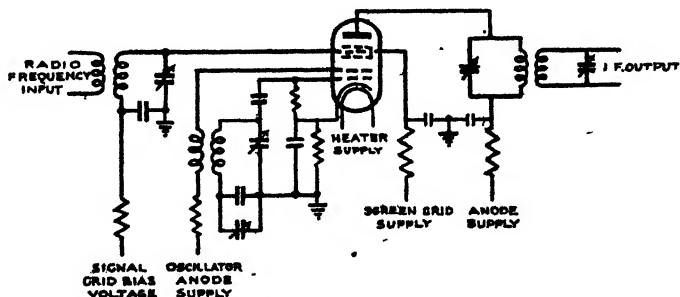 RADIO
FREQUENCY
INPUT
I F. OUTPUT
HEATER
SUPPLY
SCREEN GRID
SUPPLY
ANODE
SUPPLY
SIGNAL
GRID BIAS
VOLTAGE
OSCILLATOR
ANODE
SUPPLY